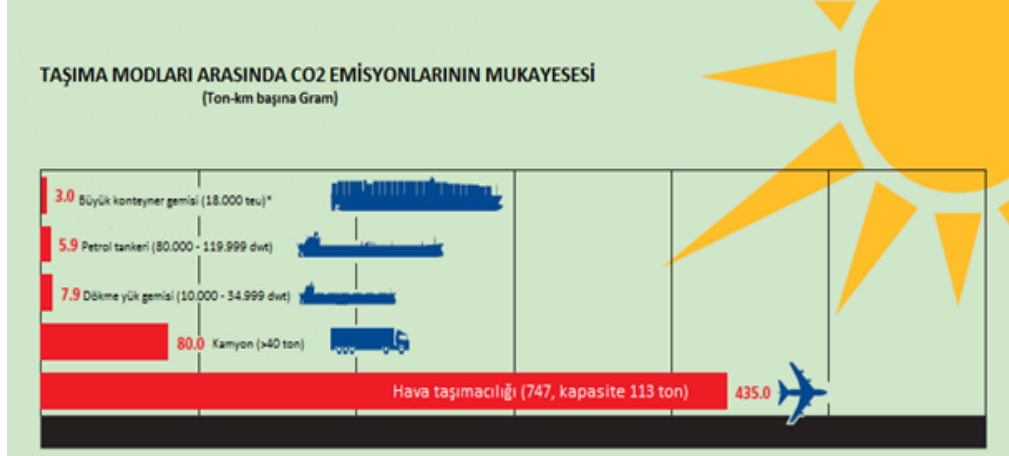 TAŞIMA MODLARI ARASINDA CO2 EMİSYONLARININ MUKAYESESİ
(Ton-km başına Gram)
3.0 Büyük konteyner gemisi (18.000 teu)*
5.9 Petrol tankeri (80.000 - 119.999 dwt)
7.9 Dökme yük gemisi (10.000 - 34.999 dwt)
80.0 Kamyon (>40 ton)
Hava taşımacılığı (747, kapasite 113 ton) 435.0